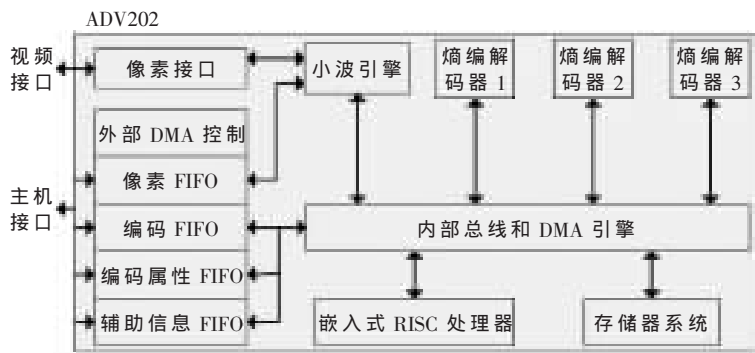 ADV202
视频
接口
像素接口
小波引擎
熵编解
码器 1
熵编解
码器 2
熵编解
码器 3
外部 DMA 控制
像素 FIFO
主机
接口
编码 FIFO
内部总线和 DMA 引擎
编码属性 FIFO
辅助信息 FIFO
嵌入式 RISC 处理器
存储器系统